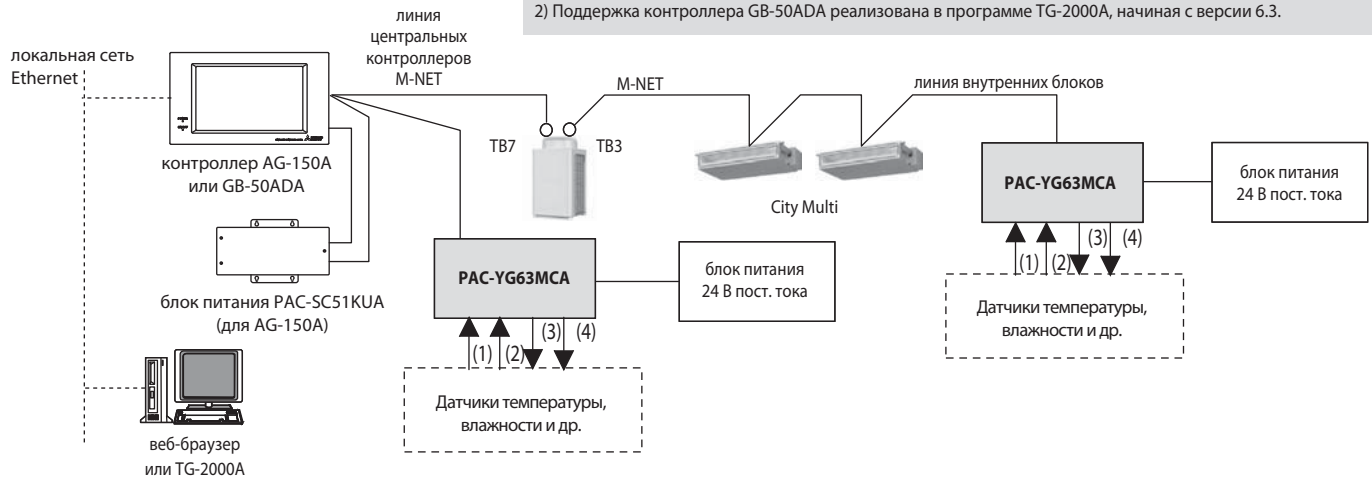 2) Поддержка контроллера GB-50ADA реализована в программе TG-2000A, начиная с версии 6.3.
локальная сеть
Ethernet
линия
центральных
контроллеров
M-NET
M-NET
линия внутренних блоков
TB7
TB3
контроллер AG-150A
или GB-50ADA
City Multi
PAC-YG63MCA
блок питания
24 В пост. тока
(1)
(2)
(3)
(4)
Датчики температуры,
влажности и др.
блок питания PAC-SC51KUA
(для AG-150A)
PAC-YG63MCA
блок питания
24 В пост. тока
(1)
(2)
(3)
(4)
Датчики температуры,
влажности и др.
веб-браузер
или TG-2000A